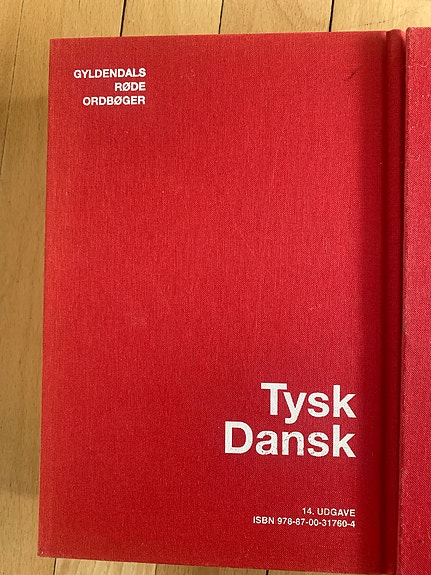 GYLDENDALS
RØDE
ORDBØGER
Tysk
Dansk
14. UDGAVE
ISBN 978-87-00-31760-4